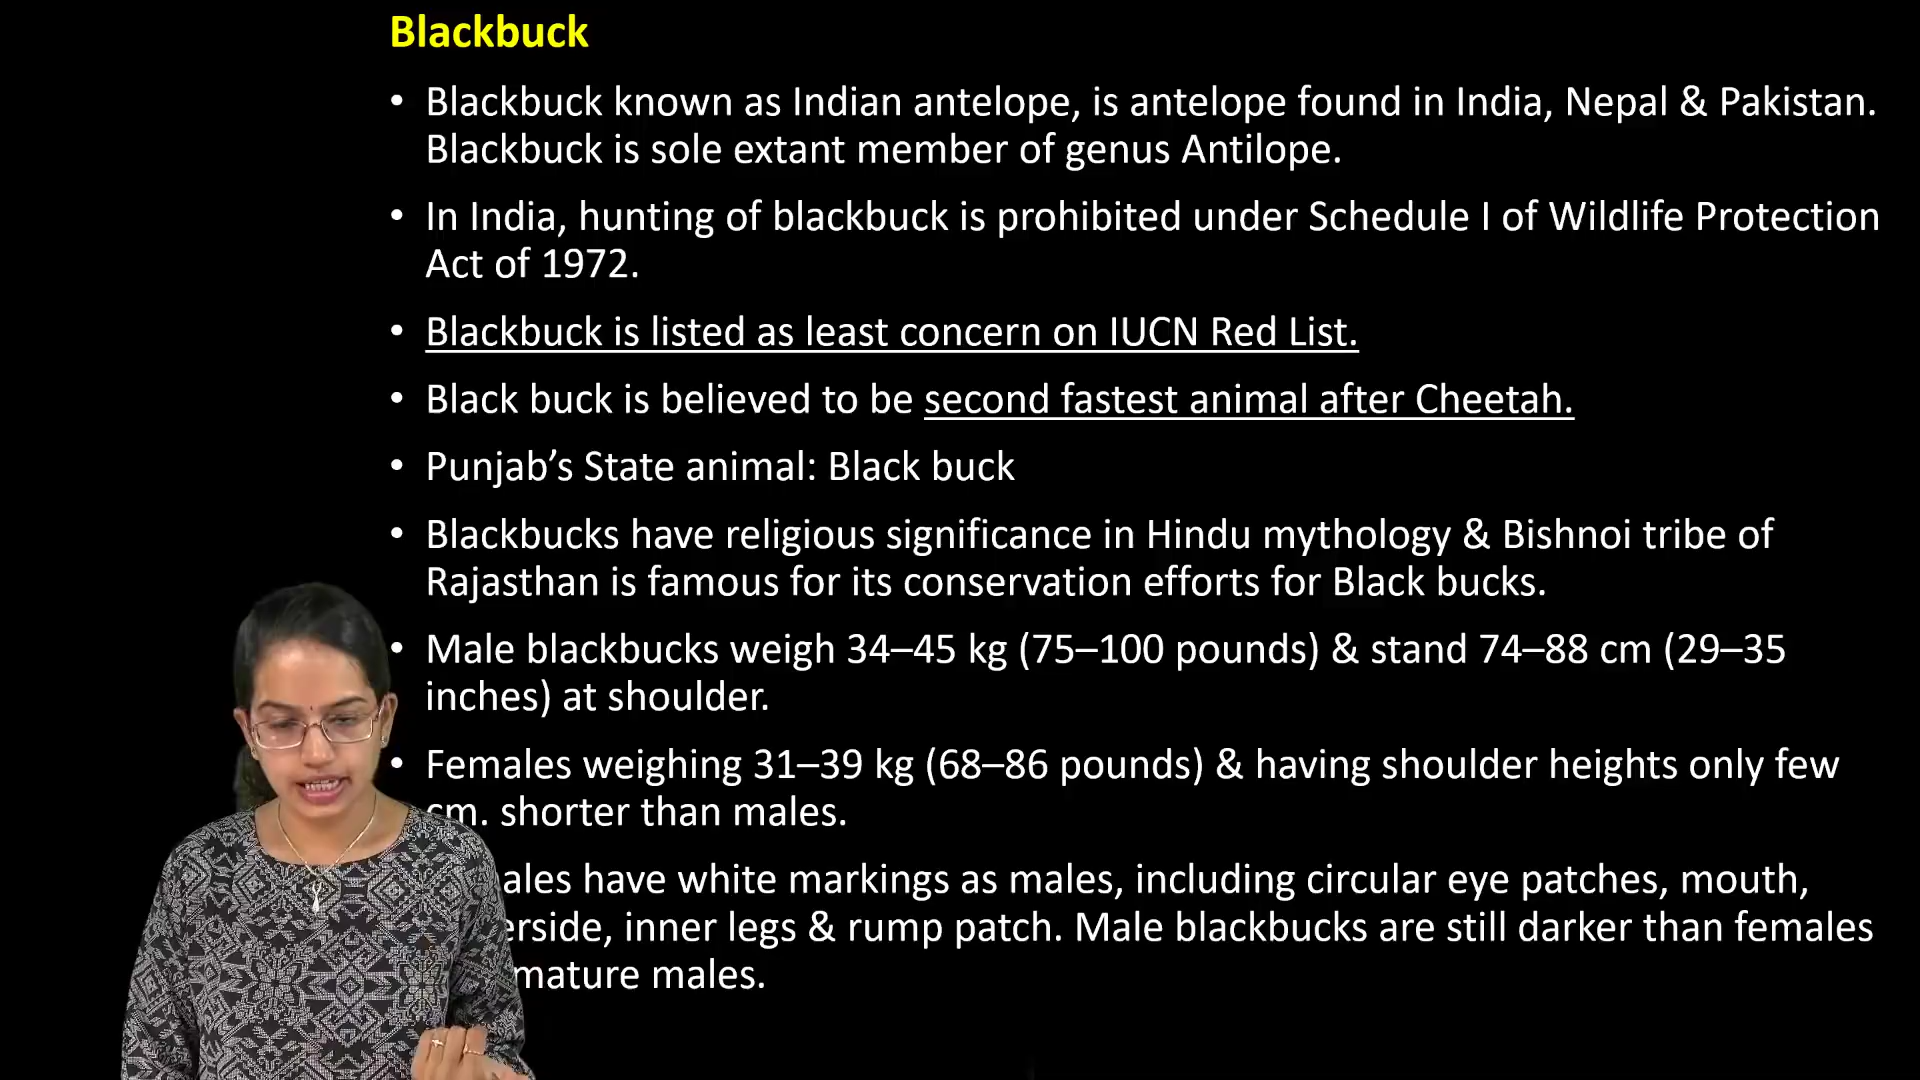 Blackbuck
• Blackbuck known as Indian antelope, is antelope found in India, Nepal & Pakistan.
Blackbuck is sole extant member of genus Antilope.
• In India, hunting of blackbuck is prohibited under Schedule I of Wildlife Protection
Act of 1972.
• Blackbuck is listed as least concern on IUCN Red List.
• Black buck is believed to be second fastest animal after Cheetah.
• Punjab’s State animal: Black buck
• Blackbucks have religious significance in Hindu mythology & Bishnoi tribe of
Rajasthan is famous for its conservation efforts for Black bucks.
• Male blackbucks weigh 34–45 kg (75–100 pounds) & stand 74–88 cm (29–35
inches) at shoulder.
• Females weighing 31–39 kg (68–86 pounds) & having shoulder heights only few
cm. shorter than males.
ales have white markings as males, including circular eye patches, mouth,
erside, inner legs & rump patch. Male blackbucks are still darker than females
mature males.